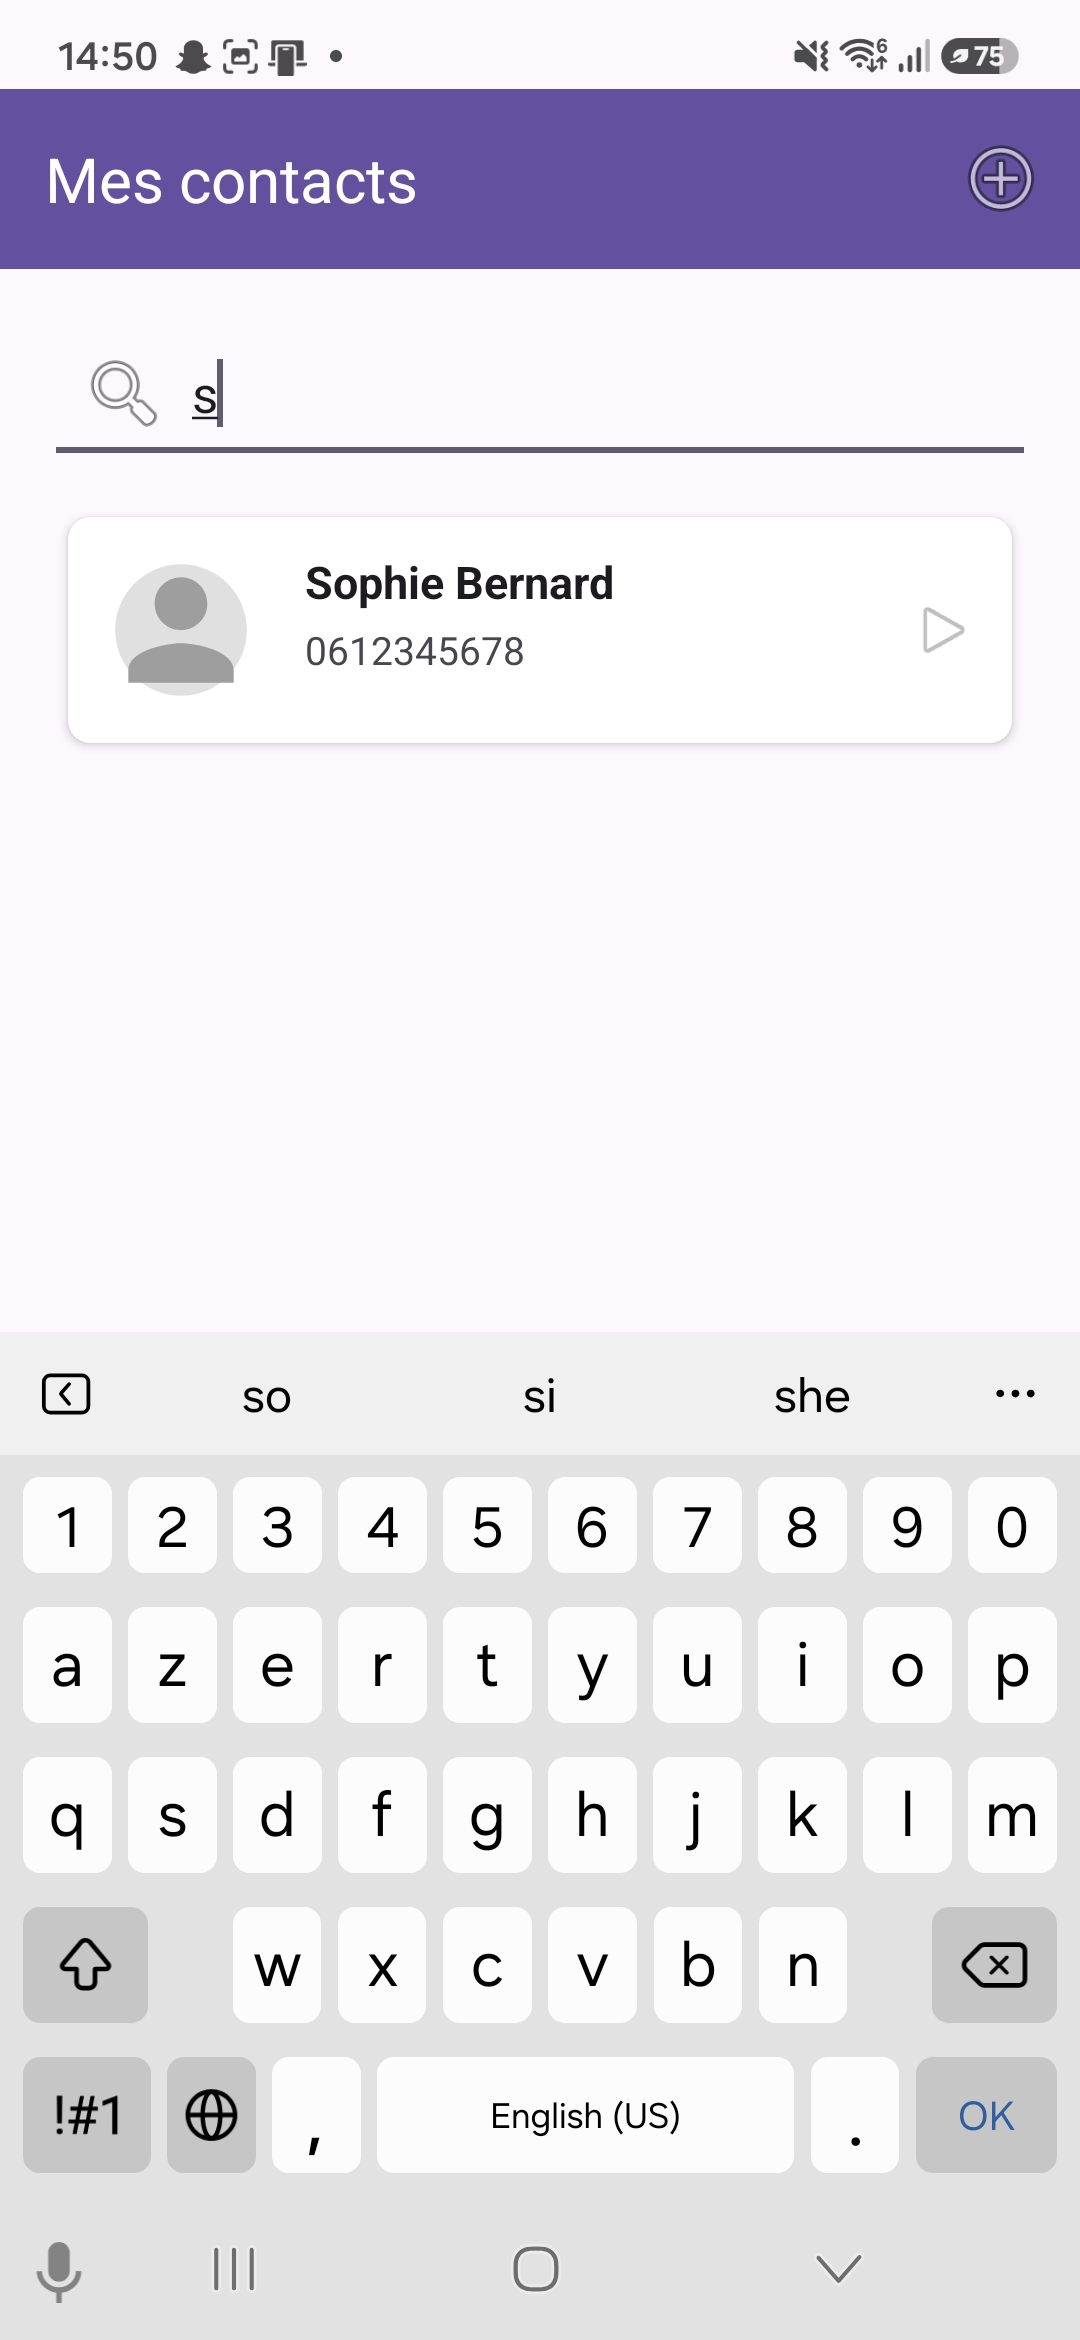 14:50
6
75
Mes contacts
s
Sophie Bernard
0612345678
so si she ...
1 2 3 4 5 6 7 8 9 0
a z e r t y u i o p
q s d f g h j k l m
w x c v b n
!#1 , English (US) . OK